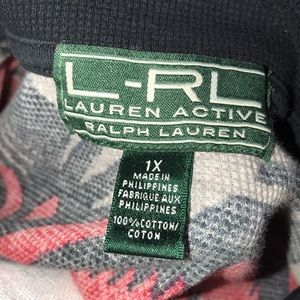 L-RL
LAUREN ACTIVE
RALPH LAUREN
1X
MADE IN
PHILIPPINES
FABRIQUE AUX
PHILIPPINES
100% COTTON/
COTON